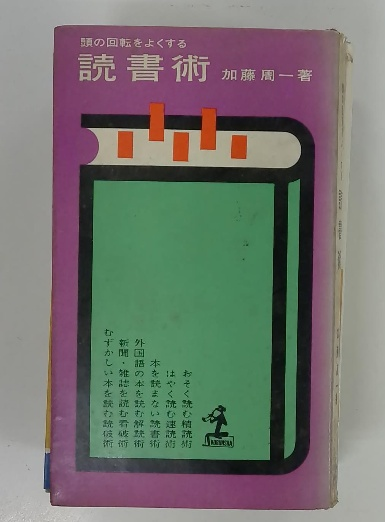 頭の回転をよくする
読書術 加藤周一著
おそく読む精読術
はやく読む速読術
本を読まない読書術
外国語の本を読む解読術
新聞・雑誌を読む看破術
むずかしい本を読む読破術